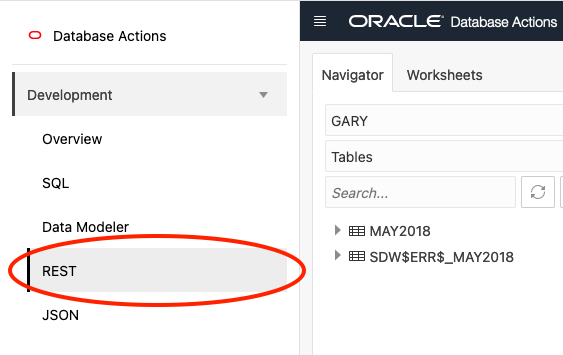 Database Actions
Development
Overview
SQL
Data Modeler
REST
JSON
ORACLE Database Actions
Navigator Worksheets
GARY
Tables
Search...
MAY2018
SDW$ERR$_MAY2018